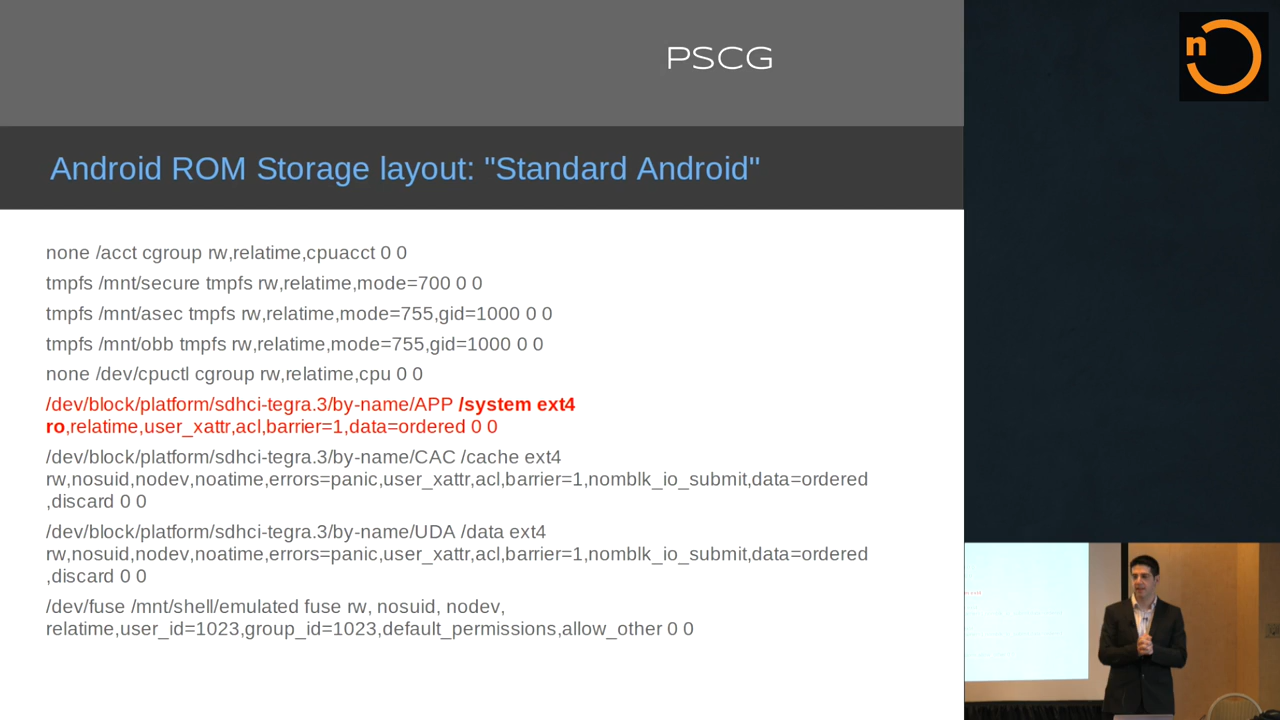 PSCG
n
Android ROM Storage layout: "Standard Android"
none /acct cgroup rw,relatime,cpuacct 0 0
tmpfs /mnt/secure tmpfs rw,relatime,mode=700 0 0
tmpfs /mnt/asec tmpfs rw,relatime,mode=755,gid=1000 0 0
tmpfs /mnt/obb tmpfs rw,relatime,mode=755,gid=1000 0 0
none /dev/cpuctl cgroup rw,relatime,cpu 0 0
/dev/block/platform/sdhci-tegra.3/by-name/APP /system ext4
ro,relatime,user_xattr,acl,barrier=1,data=ordered 0 0
/dev/block/platform/sdhci-tegra.3/by-name/CAC /cache ext4
rw,nosuid,nodev,noatime,errors=panic,user_xattr,acl,barrier=1,nomblk_io_submit,data=ordered
,discard 0 0
/dev/block/platform/sdhci-tegra.3/by-name/UDA /data ext4
rw,nosuid,nodev,noatime,errors=panic,user_xattr,acl,barrier=1,nomblk_io_submit,data=ordered
,discard 0 0
/dev/fuse /mnt/shell/emulated fuse rw, nosuid, nodev,
relatime,user_id=1023,group_id=1023,default_permissions,allow_other 0 0